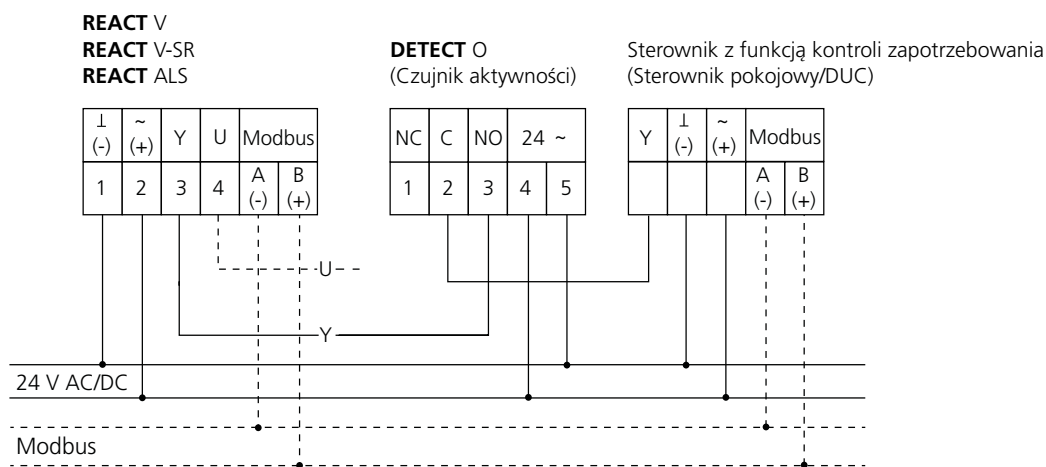 REACT V
REACT V-SR
REACT ALS
DETECT O
(Czujnik aktywności)
Sterownik z funkcją kontroli zapotrzebowania
(Sterownik pokojowy/DUC)
⊥ ~ Y U Modbus
(-) (+)
1 2 3 4 A B
(-) (+)
NC C NO 24 ~
1 2 3 4 5
Y ⊥ ~ Modbus
(-) (+)
A B
(-) (+)
U
Y
24 V AC/DC
Modbus